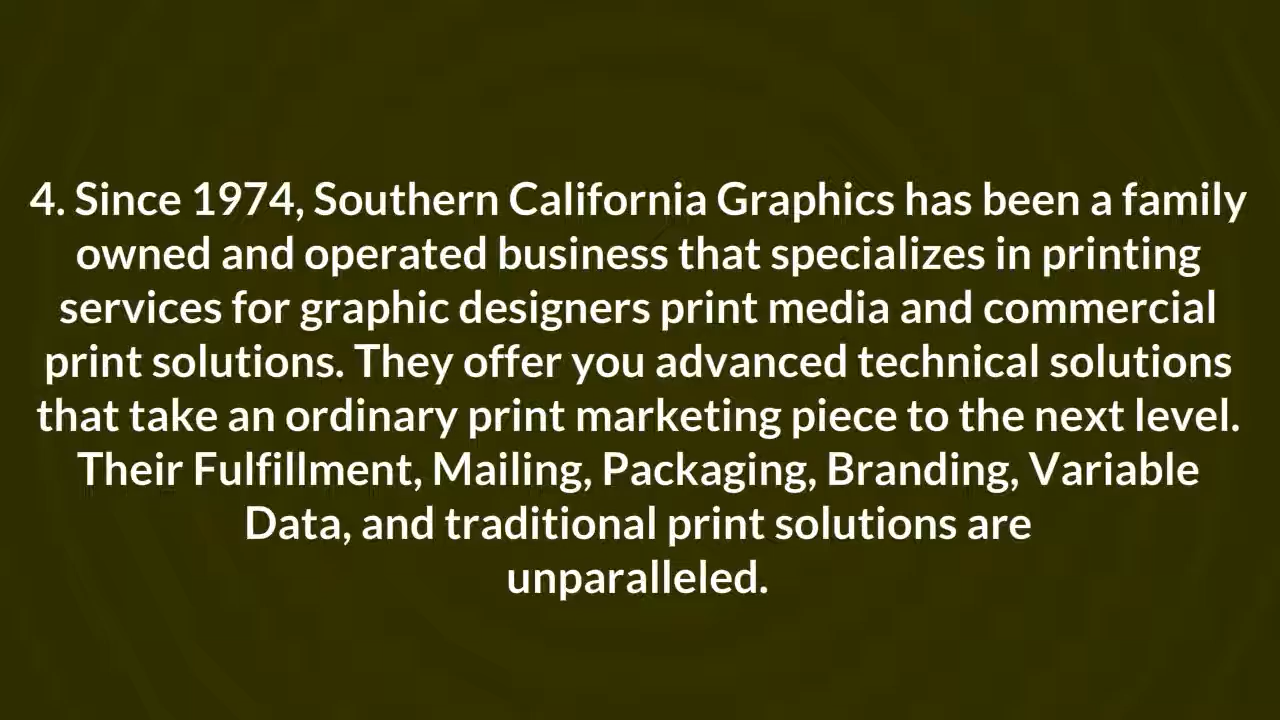 4. Since 1974, Southern California Graphics has been a family
owned and operated business that specializes in printing
services for graphic designers print media and commercial
print solutions. They offer you advanced technical solutions
that take an ordinary print marketing piece to the next level.
Their Fulfillment, Mailing, Packaging, Branding, Variable
Data, and traditional print solutions are
unparalleled.